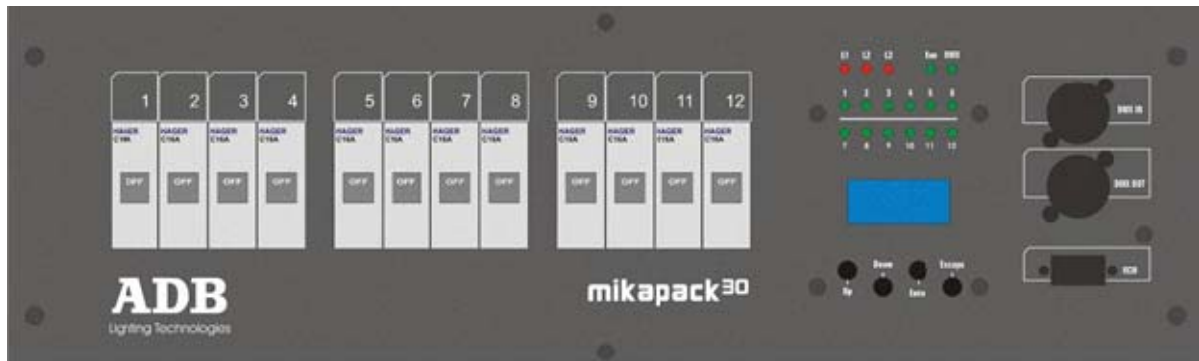 1 2 3 4 5 6 7 8 9 10 11 12
HAGER HAGER HAGER HAGER HAGER HAGER HAGER HAGER HAGER HAGER HAGER HAGER
C16A C16A C16A C16A C16A C16A C16A C16A C16A C16A C16A C16A
OFF OFF OFF OFF OFF OFF OFF OFF OFF OFF OFF OFF
ADB
Lighting Technologies
mikapack30
L1 L2 L3 DMX
1 2 3 4 5 6
7 8 9 10 11 12
Down Escape
Up
DMX IN
DMX OUT